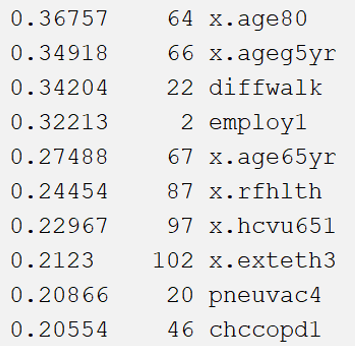 0.36757 64 x.age80
0.34918 66 x.ageg5yr
0.34204 22 diffwalk
0.32213 2 employ1
0.27488 67 x.age65yr
0.24454 87 x.rfhlth
0.22967 97 x.hcvu651
0.2123 102 x.exteth3
0.20866 20 pneuvac4
0.20554 46 chccopd1